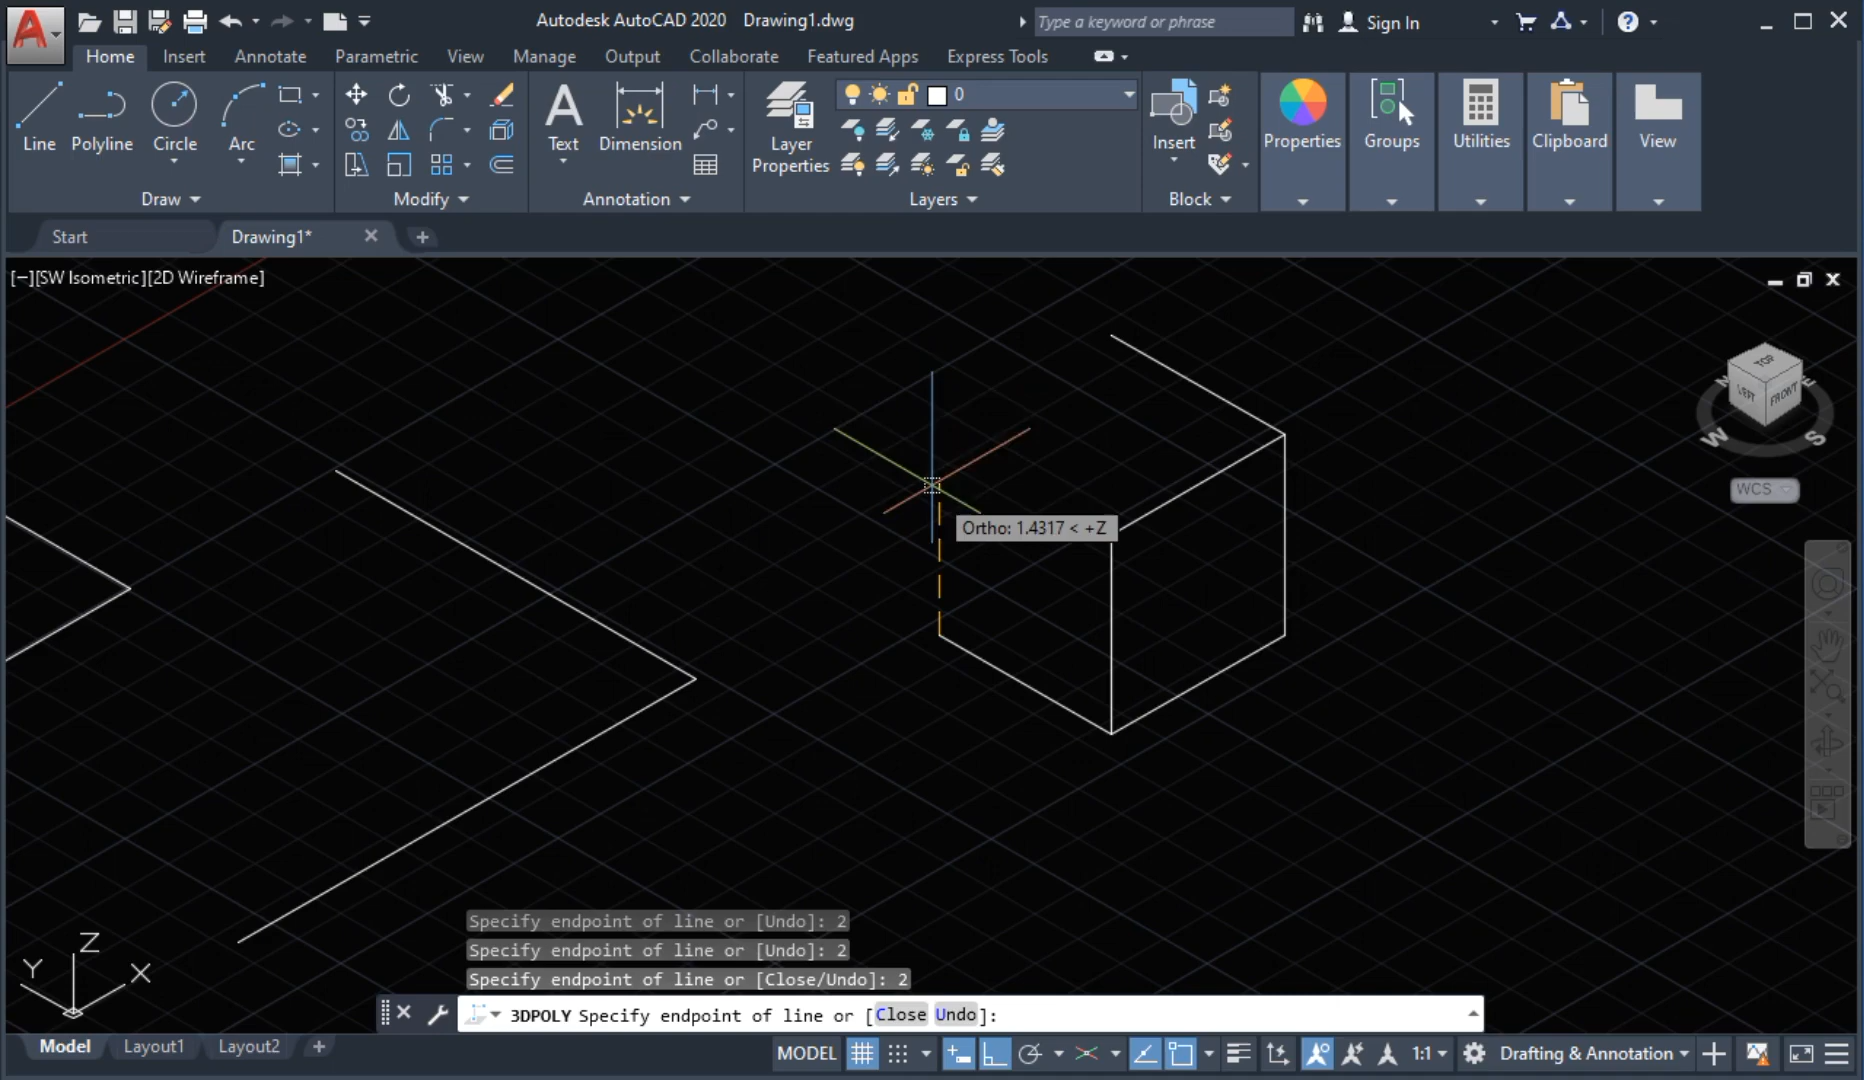 Autodesk AutoCAD 2020 Drawing1.dwg
Type a keyword or phrase
Sign In
Home Insert Annotate Parametric View Manage Output Collaborate Featured Apps Express Tools
0
Line Polyline Circle Arc
Text Dimension
Layer
Properties
Insert
Properties Groups Utilities Clipboard View
Draw Modify Annotation Layers Block
Start Drawing1*
[−][SW Isometric][2D Wireframe]
TOP
LEFT FRONT
N E
W S
WCS
Ortho: 1.4317 < +Z
Z
Y X
Specify endpoint of line or [Undo]: 2
Specify endpoint of line or [Undo]: 2
Specify endpoint of line or [Close/Undo]: 2
3DPOLY Specify endpoint of line or [Close Undo]:
Model Layout1 Layout2
MODEL 1:1 Drafting & Annotation